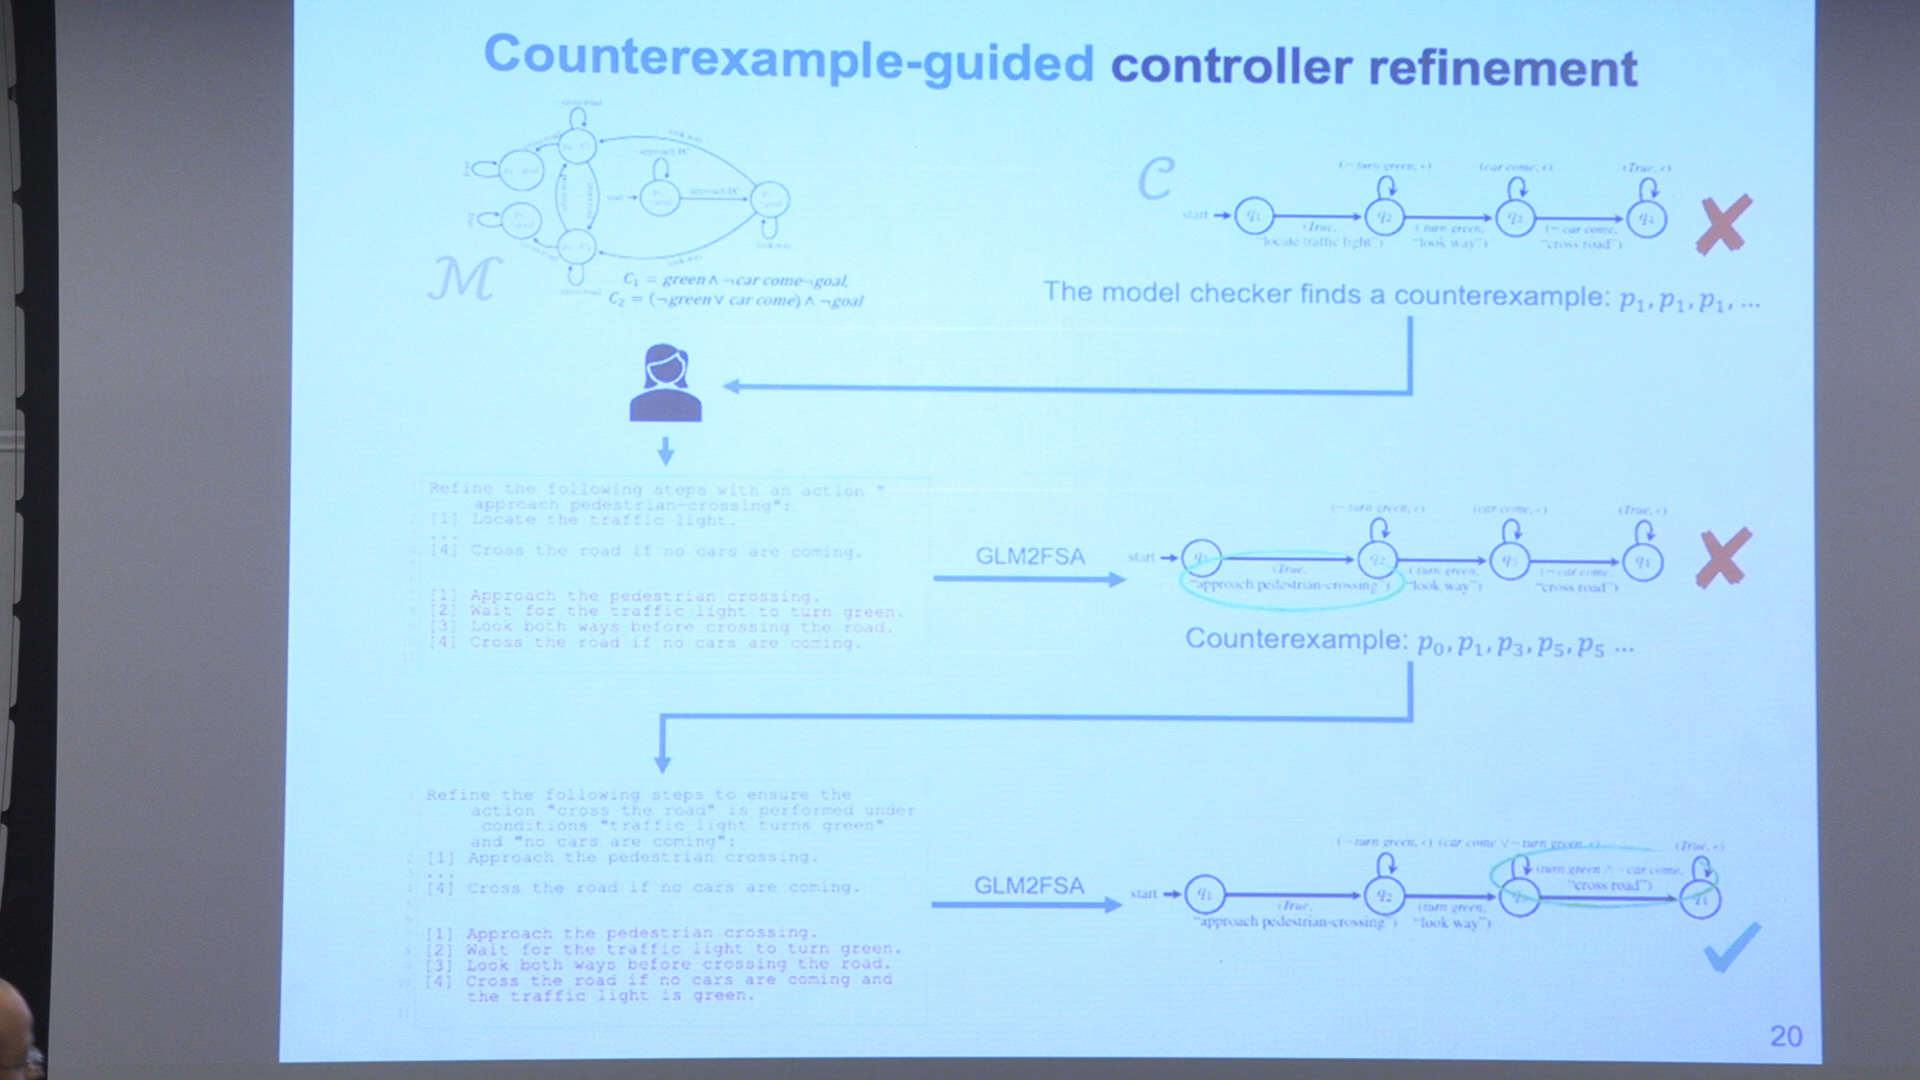 Counterexample-guided controller refinement
start
approach PC
look way
M
C₁ = green ∧ ¬car come¬goal,
C₂ = (¬green ∨ car come) ∧ ¬goal
C
(¬ turn green, ϵ)
(car come, ϵ)
(True, ϵ)
start
q₁
q₂
q₃
q₄
(True,
"locate traffic light")
(turn green,
"look way")
(¬ car come,
"cross road")
The model checker finds a counterexample: p₁, p₁, p₁, ...
Refine the following steps with an action "
approach pedestrian-crossing":
[1] Locate the traffic light.
...
[4] Cross the road if no cars are coming.
[1] Approach the pedestrian crossing.
[2] Wait for the traffic light to turn green.
[3] Look both ways before crossing the road.
[4] Cross the road if no cars are coming.
GLM2FSA
(¬ turn green, ϵ)
(car come, ϵ)
(True, ϵ)
start
q₁
q₂
q₃
q₄
(True,
"approach pedestrian-crossing")
(turn green,
"look way")
(¬ car come,
"cross road")
Counterexample: p₀, p₁, p₃, p₅, p₅ ...
Refine the following steps to ensure the
action "cross the road" is performed under
conditions "traffic light turns green"
and "no cars are coming":
[1] Approach the pedestrian crossing.
...
[4] Cross the road if no cars are coming.
[1] Approach the pedestrian crossing.
[2] Wait for the traffic light to turn green.
[3] Look both ways before crossing the road.
[4] Cross the road if no cars are coming and
the traffic light is green.
GLM2FSA
(¬ turn green, ϵ)
(car come ∨ ¬ turn green, ϵ)
(True, ϵ)
start
q₁
q₂
q₃
q₄
(True,
"approach pedestrian-crossing")
(turn green,
"look way")
(turn green ∧ ¬ car come,
"cross road")
20